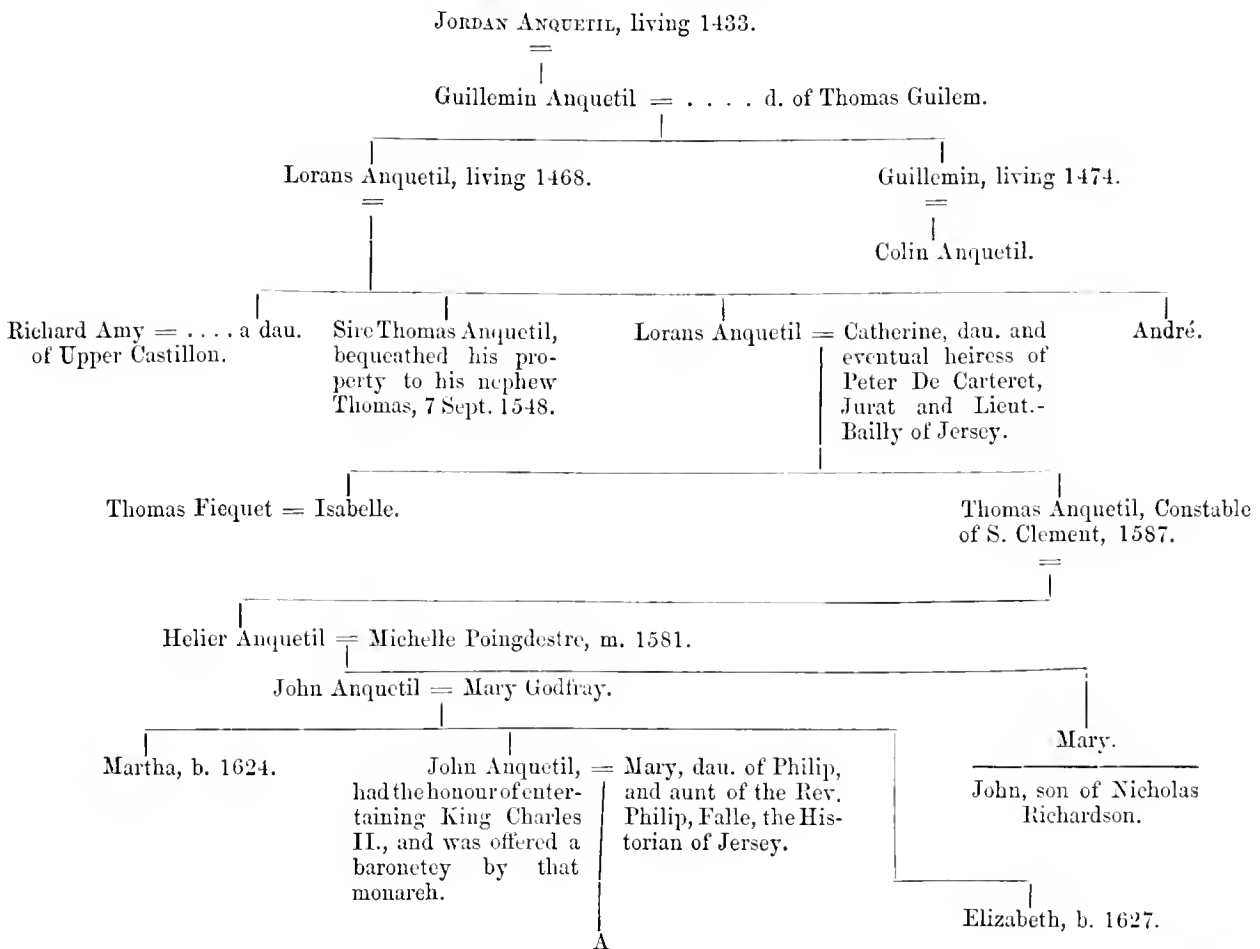 JORDAN ANQUETIL, living 1433.
=
Guillemin Anquetil = . . . . d. of Thomas Guilem.
Lorans Anquetil, living 1468.
=
Guillemin, living 1474.
=
Colin Anquetil.
Richard Amy = . . . . a dau.
of Upper Castillon.
Sire Thomas Anquetil,
bequeathed his pro-
perty to his nephew
Thomas, 7 Sept. 1548.
Lorans Anquetil =
Catherine, dau. and
eventual heiress of
Peter De Carteret,
Jurat and Lieut.-
Bailly of Jersey.
André.
Thomas Ficquet = Isabelle.
Thomas Anquetil, Constable
of S. Clement, 1587.
=
Helier Anquetil = Michelle Poingdestre, m. 1581.
John Anquetil = Mary Godfray.
Mary.
John, son of Nicholas
Richardson.
Martha, b. 1624.
John Anquetil, =
had the honour of enter-
taining King Charles
II., and was offered a
baronetcy by that
monarch.
Mary, dau. of Philip,
and aunt of the Rev.
Philip, Falle, the His-
torian of Jersey.
Elizabeth, b. 1627.
A